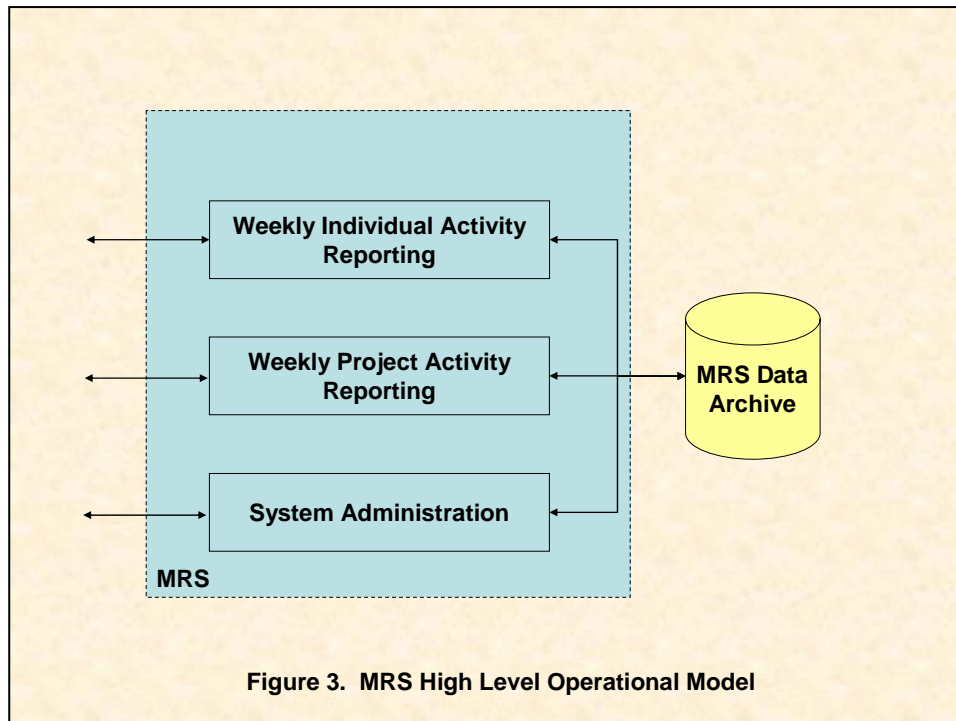 Weekly Individual Activity
Reporting
Weekly Project Activity
Reporting
MRS Data
Archive
System Administration
MRS
Figure 3.  MRS High Level Operational Model